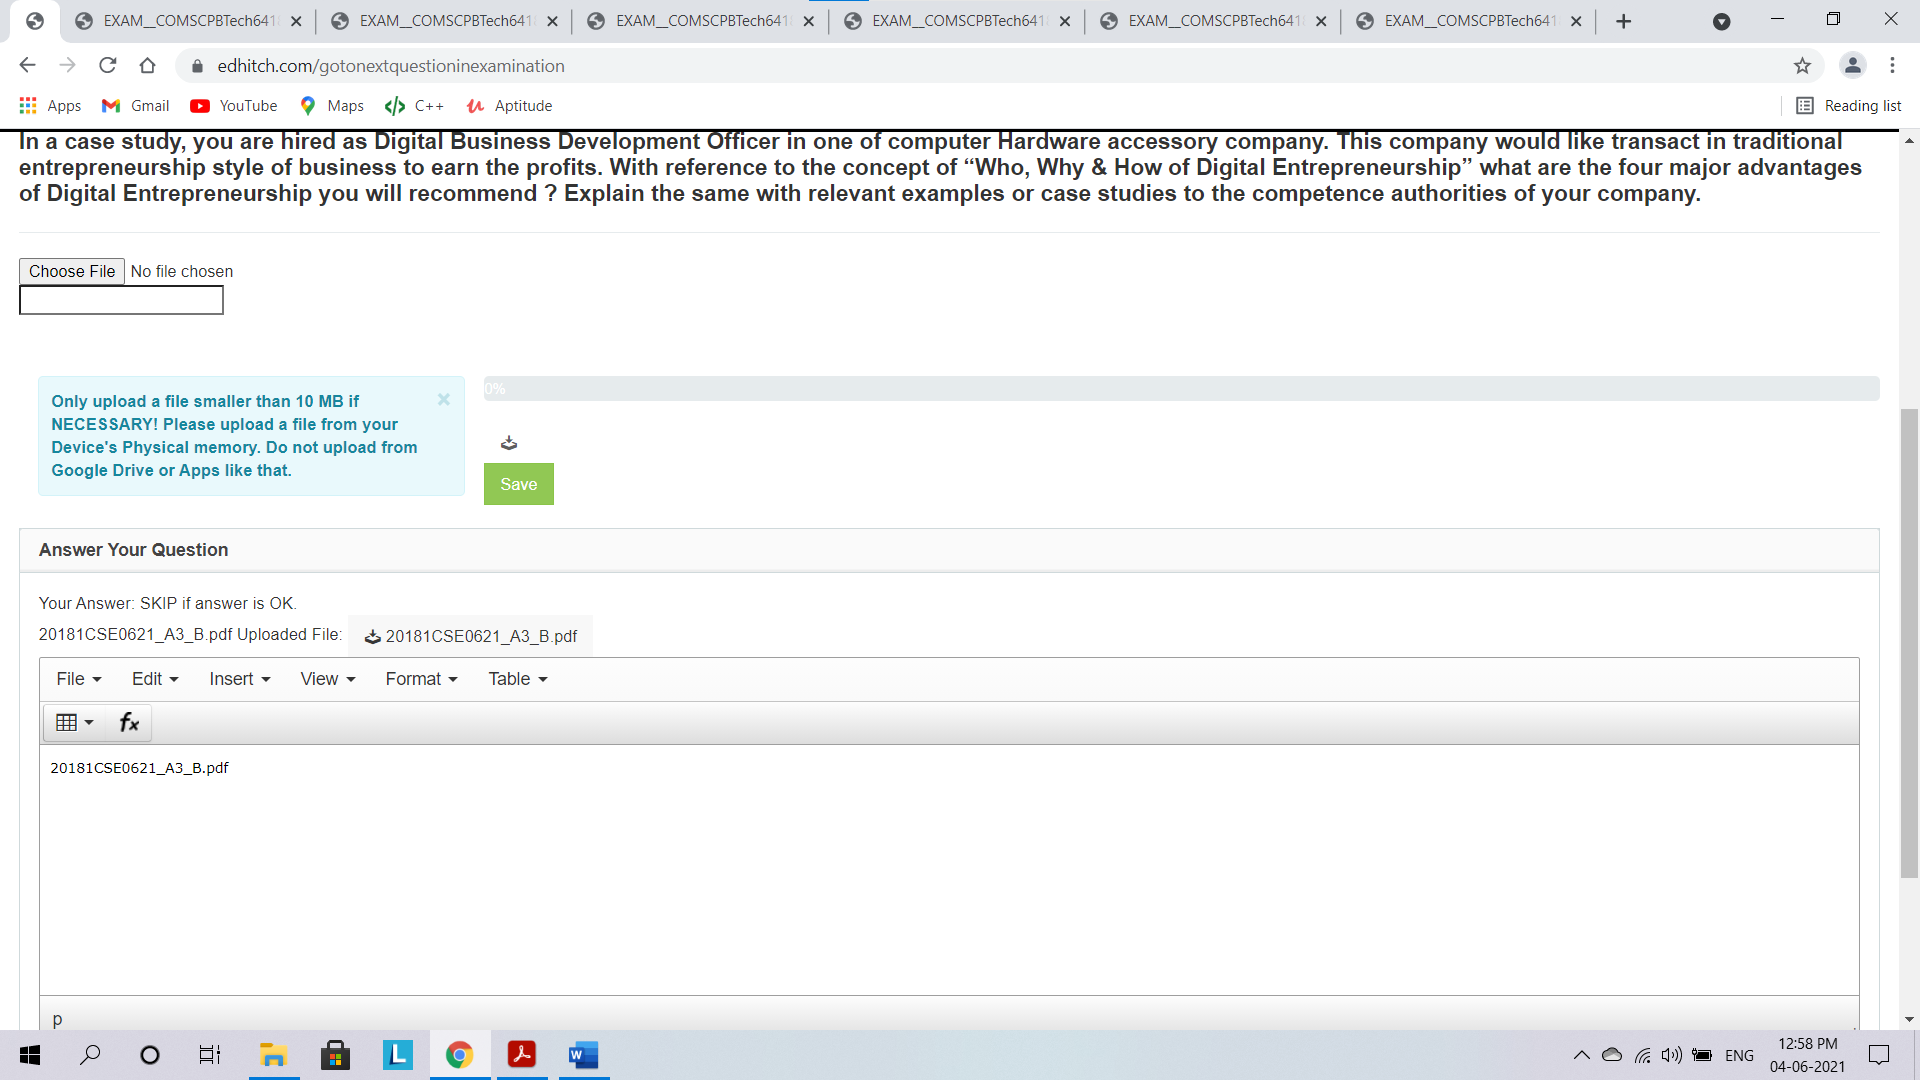 EXAM__COMSCPBTech641 EXAM__COMSCPBTech641 EXAM__COMSCPBTech641 EXAM__COMSCPBTech641 EXAM__COMSCPBTech641 EXAM__COMSCPBTech641
edhitch.com/gotonextquestioninexamination
Apps Gmail YouTube Maps C++ Aptitude Reading list
In a case study, you are hired as Digital Business Development Officer in one of computer Hardware accessory company. This company would like transact in traditional
entrepreneurship style of business to earn the profits. With reference to the concept of “Who, Why & How of Digital Entrepreneurship” what are the four major advantages
of Digital Entrepreneurship you will recommend ? Explain the same with relevant examples or case studies to the competence authorities of your company.
Choose File No file chosen
Only upload a file smaller than 10 MB if
NECESSARY! Please upload a file from your
Device's Physical memory. Do not upload from
Google Drive or Apps like that.
×
0%
Save
Answer Your Question
Your Answer: SKIP if answer is OK.
20181CSE0621_A3_B.pdf Uploaded File: 20181CSE0621_A3_B.pdf
File Edit Insert View Format Table
fx
20181CSE0621_A3_B.pdf
p
L W ENG
12:58 PM
04-06-2021